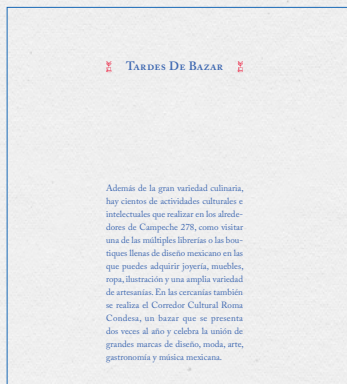 Tardes De Bazar
Además de la gran variedad culinaria,
hay cientos de actividades culturales e
intelectuales que realizar en los alrede-
dores de Campeche 278, como visitar
una de las múltiples librerías o las bou-
tiques llenas de diseño mexicano en las
que puedes adquirir joyería, muebles,
ropa, ilustración y una amplia variedad
de artesanías. En las cercanías también
se realiza el Corredor Cultural Roma
Condesa, un bazar que se presenta
dos veces al año y celebra la unión de
grandes marcas de diseño, moda, arte,
gastronomía y música mexicana.